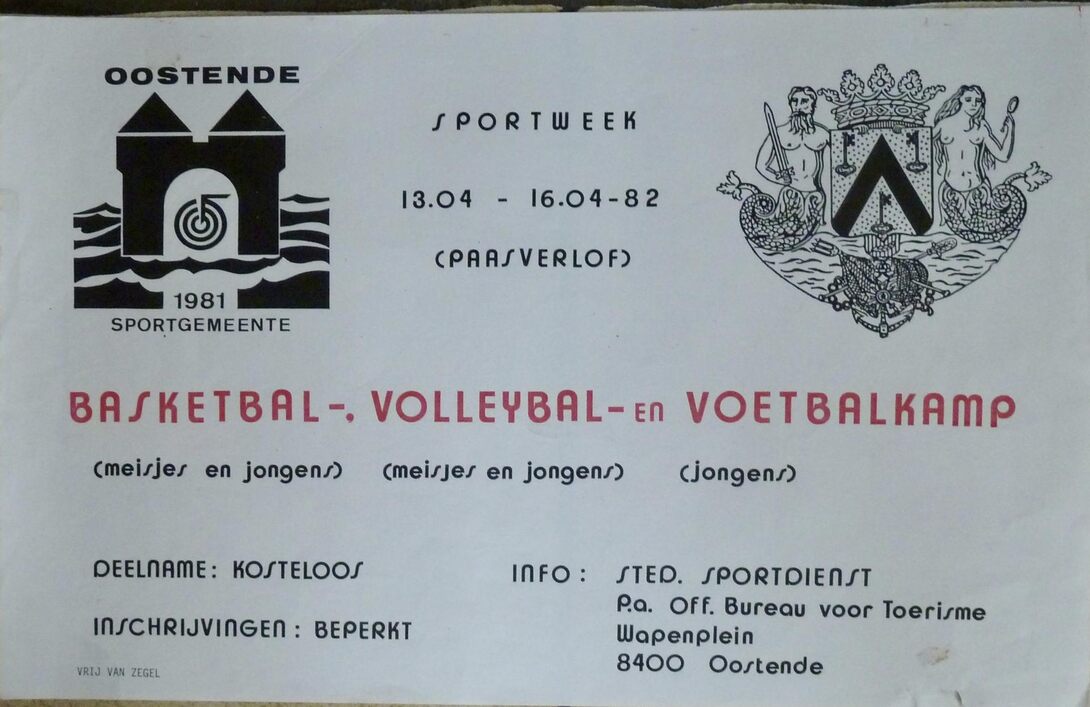 OOSTENDE
1981
SPORTGEMEENTE
SPORTWEEK
13.04 - 16.04-82
(PAASVERLOF)
BASKETBAL-, VOLLEYBAL- EN VOETBALKAMP
(meisjes en jongens) (meisjes en jongens) (jongens)
DEELNAME: KOSTELOOS
INSCHRIJVINGEN: BEPERKT
VRIJ VAN ZEGEL
INFO: STED. SPORTDIENST
P.a. Off. Bureau voor Toerisme
Wapenplein
8400 Oostende